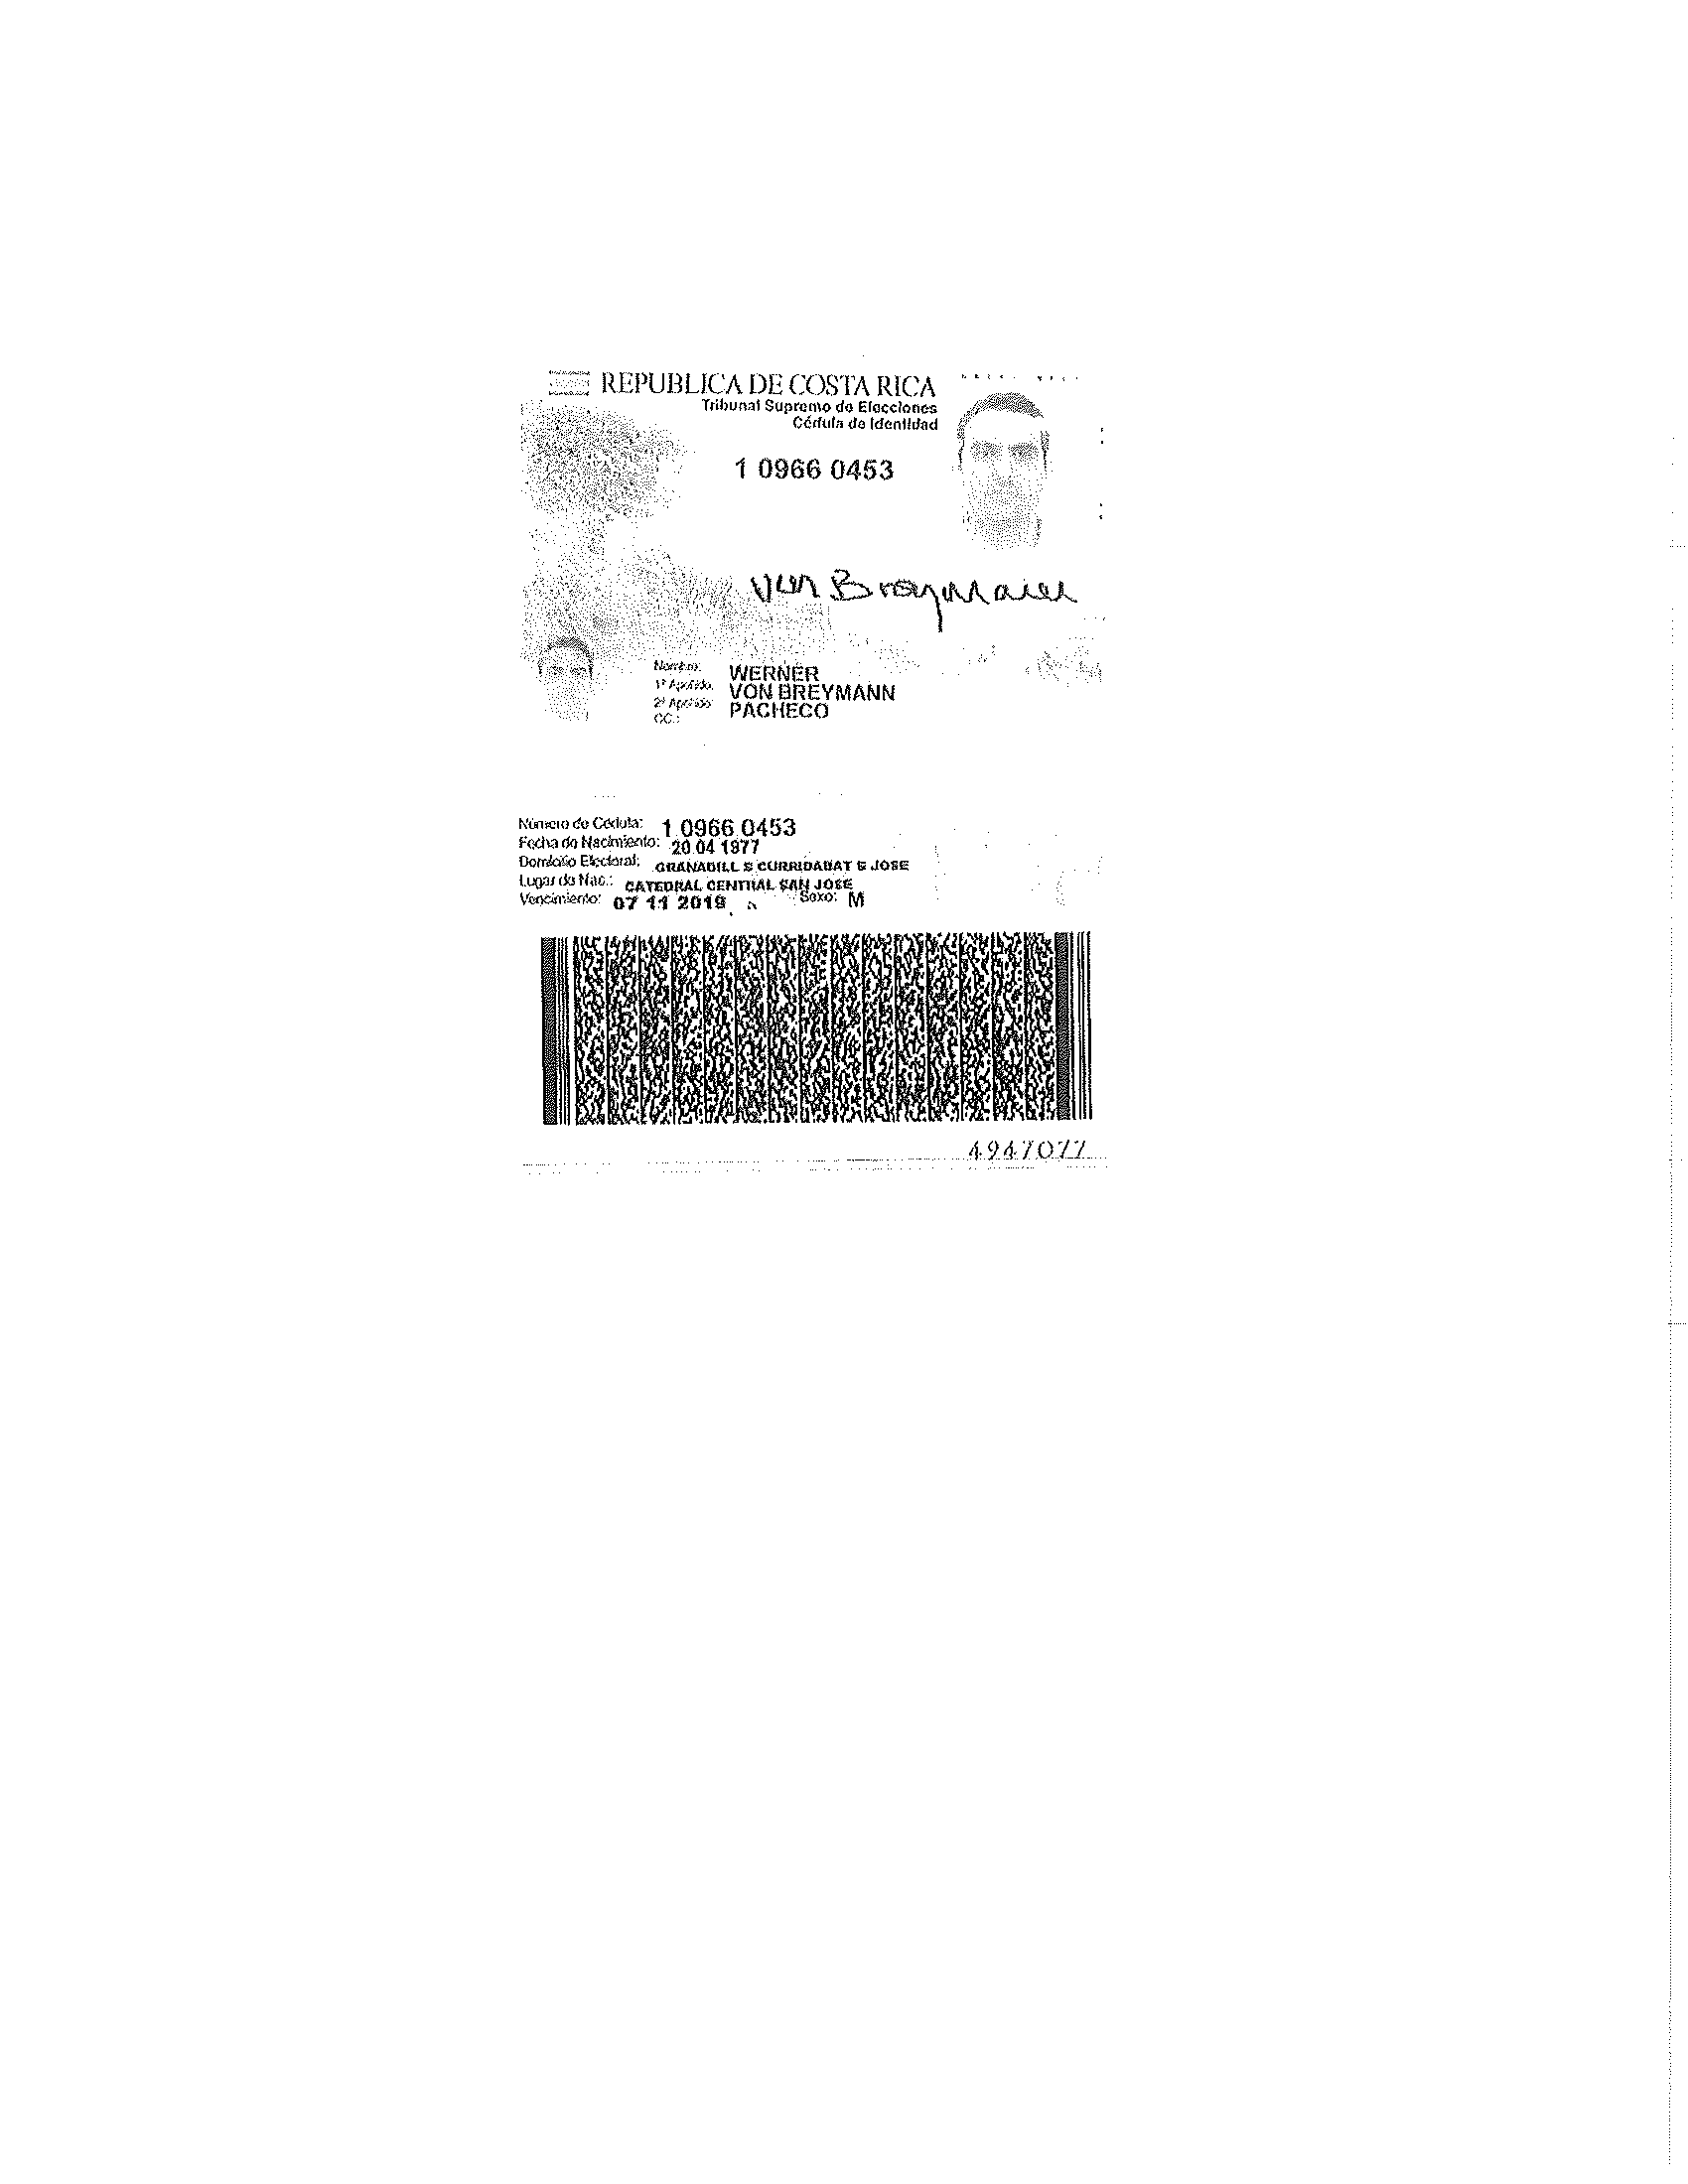 REPUBLICA DE COSTA RICA
Tribunal Supremo de Elecciones
Cédula de Identidad
1 0966 0453
Von Breymann
Nombre: WERNER
1º Apellido: VON BREYMANN
2º Apellido: PACHECO
CC.:
Número de Cédula: 1 0966 0453
Fecha de Nacimiento: 20 04 1977
Domicilio Electoral: GRANADILL S CURRIDABAT S JOSE
Lugar de Nac.: CATEDRAL CENTRAL SAN JOSE
Vencimiento: 07 11 2019 Sexo: M
4947077